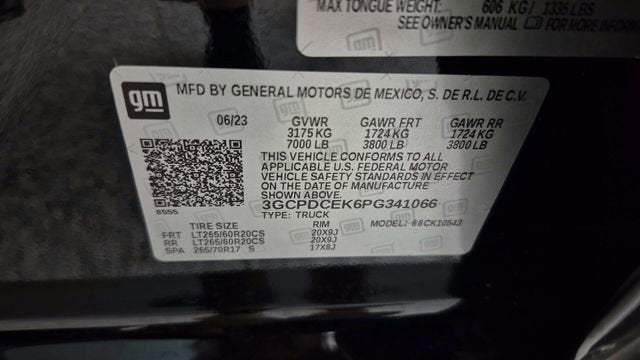 MAX TONGUE WEIGHT: 606 KG/ 1335 LBS
SEE OWNER'S MANUAL FOR MORE INFORMATION
gm
MFD BY GENERAL MOTORS DE MEXICO, S. DE R.L. DE C.V.
06/23 GVWR GAWR FRT GAWR RR
3175 KG 1724 KG 1724 KG
7000 LB 3800 LB 3800 LB
THIS VEHICLE CONFORMS TO ALL
APPLICABLE U.S. FEDERAL MOTOR
VEHICLE SAFETY STANDARDS IN EFFECT
ON THE DATE OF MANUFACTURE
SHOWN ABOVE.
3GCPDCEK6PG341066
8555 TYPE: TRUCK MODEL: 66CK10543
TIRE SIZE RIM
FRT LT265/60R20CS 20X9J
RR LT265/60R20CS 20X9J
SPA 265/70R17 S 17X8J